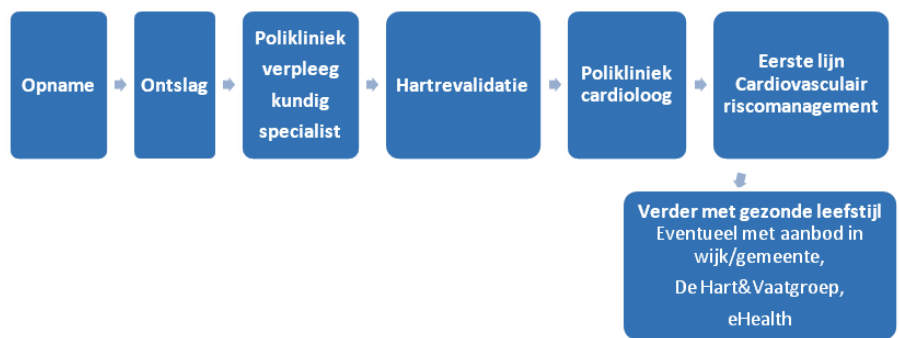 Opname
Ontslag
Polikliniek
verpleeg
kundig
specialist
Hartrevalidatie
Polikliniek
cardioloog
Eerste lijn
Cardiovasculair
riscomanagement
Verder met gezonde leefstijl
Eventueel met aanbod in
wijk/gemeente,
De Hart&Vaatgroep,
eHealth